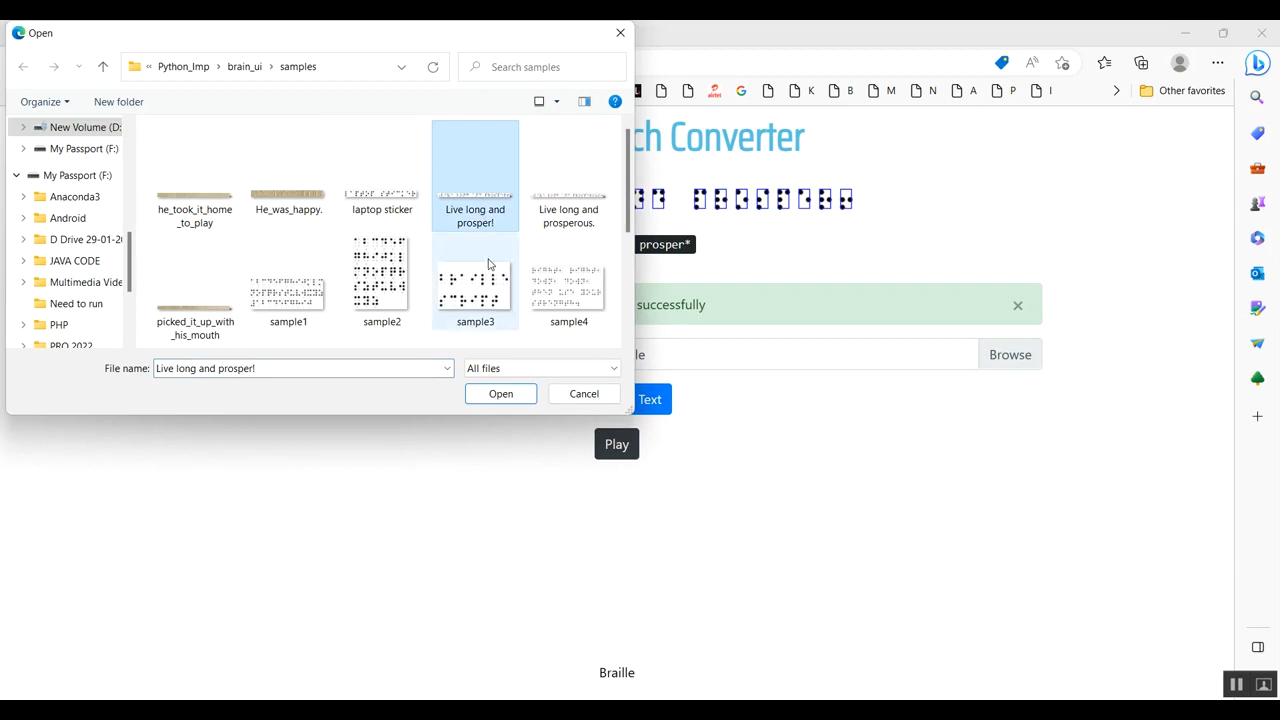 Open
« Python_Imp > brain_ui > samples
Search samples
Organize
New folder
New Volume (D:
My Passport (F:)
My Passport (F:)
Anaconda3
Android
D Drive 29-01-20
JAVA CODE
Multimedia Vide
Need to run
PHP
PRO 2022
he_took_it_home
_to_play
He_was_happy.
laptop sticker
Live long and
prosper!
Live long and
prosperous.
picked_it_up_with
_his_mouth
sample1
sample2
sample3
sample4
File name:
Live long and prosper!
All files
Open
Cancel
K
B
M
N
A
P
I
Other favorites
ch Converter
prosper*
successfully
le
Browse
Text
Play
Braille